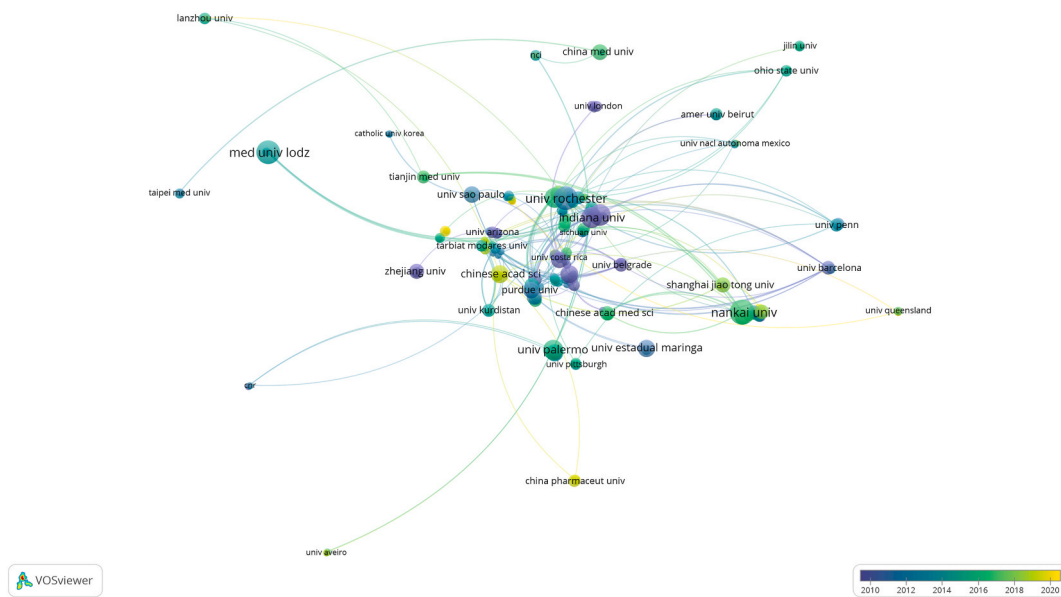 lanzhou univ
jilin univ
nci
china med univ
ohio state univ
univ london
amer univ beirut
catholic univ korea
univ nacl autonoma mexico
med univ lodz
tianjin med univ
taipei med univ
univ sao paulo
univ rochester
indiana univ
univ penn
univ arizona
sichuan univ
tarbiat modares univ
univ costa rica
univ belgrade
univ barcelona
zhejiang univ
chinese acad sci
purdue univ
shanghai jiao tong univ
univ kurdistan
chinese acad med sci
nankai univ
univ queensland
univ palermo
univ estadual maringa
univ pittsburgh
cnr
china pharmaceut univ
univ aveiro
VOSviewer
2010 2012 2014 2016 2018 2020